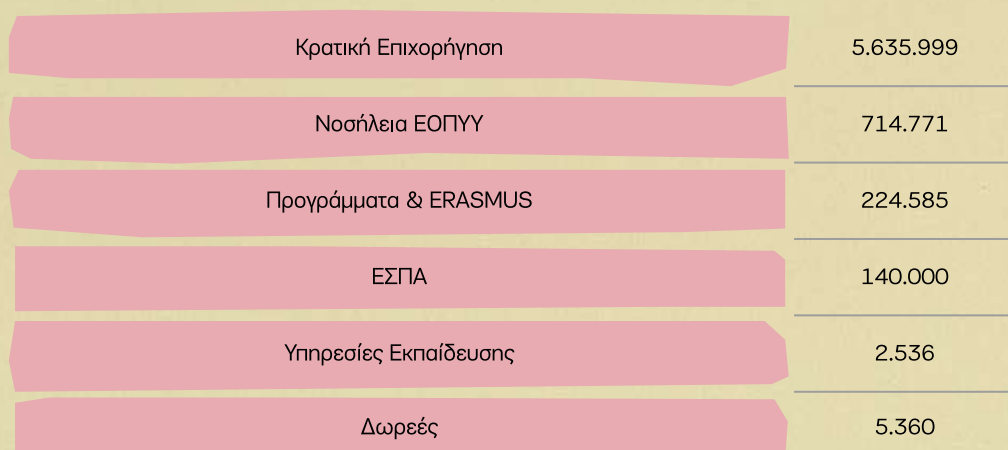 Κρατική Επιχορήγηση 5.635.999
Νοσήλεια ΕΟΠΥΥ 714.771
Προγράμματα & ERASMUS 224.585
ΕΣΠΑ 140.000
Υπηρεσίες Εκπαίδευσης 2.536
Δωρεές 5.360